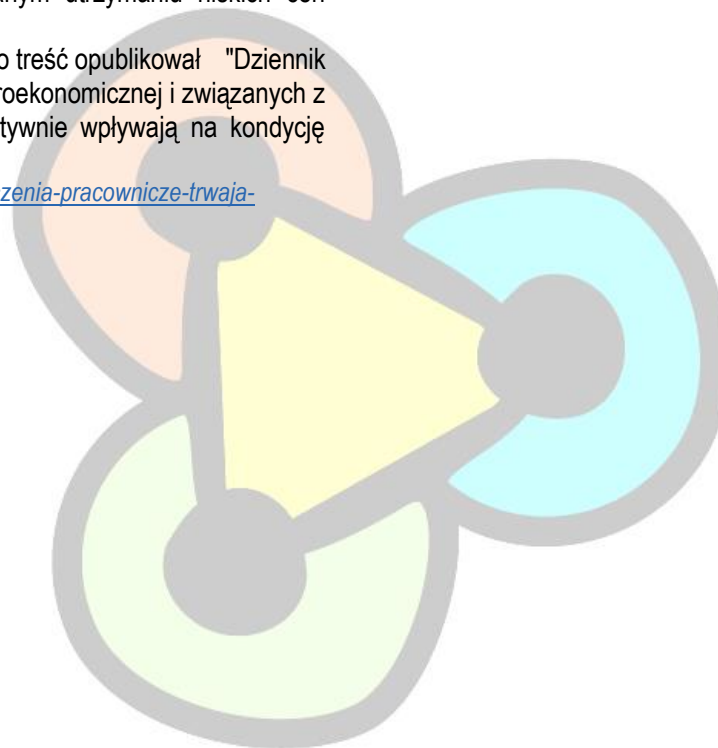 o treść opublikował "Dziennik
roekonomicznej i związanych z
tywnie wpływają na kondycję
zenia-pracownicze-trwaja-